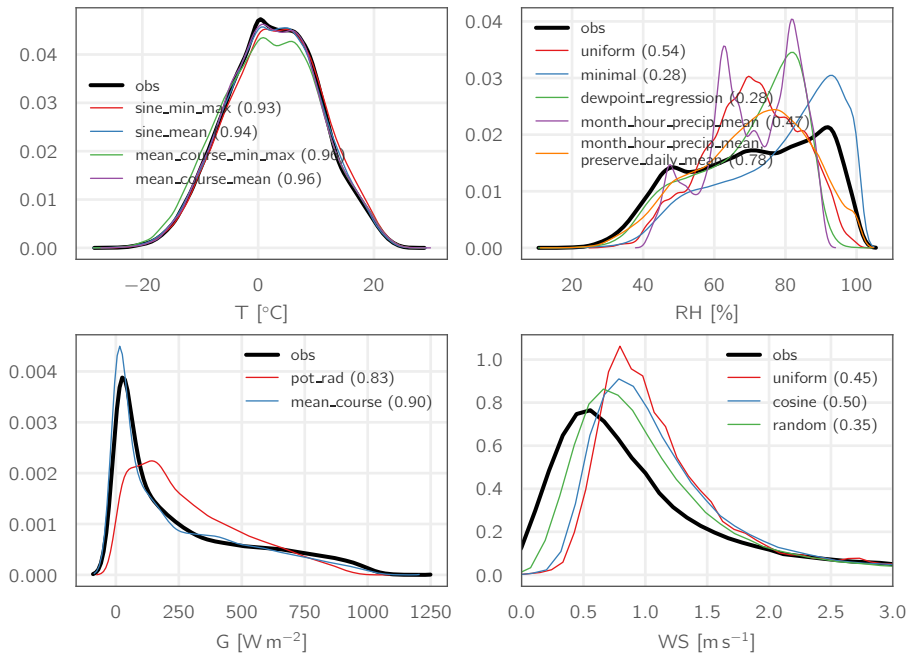 0.04
0.03
0.02
0.01
0.00
obs
sine_min_max (0.93)
sine_mean (0.94)
mean_course_min_max (0.90)
mean_course_mean (0.96)
−20
0
20
T [°C]
0.04
0.03
0.02
0.01
0.00
obs
uniform (0.54)
minimal (0.28)
dewpoint_regression (0.28)
month_hour_precip_mean (0.47)
month_hour_precip_mean_
preserve_daily_mean (0.78)
20
40
60
80
100
RH [%]
0.004
0.003
0.002
0.001
0.000
obs
pot_rad (0.83)
mean_course (0.90)
0
250
500
750
1000
1250
G [W m−2]
1.0
0.8
0.6
0.4
0.2
0.0
obs
uniform (0.45)
cosine (0.50)
random (0.35)
0.0
0.5
1.0
1.5
2.0
2.5
3.0
WS [m s−1]